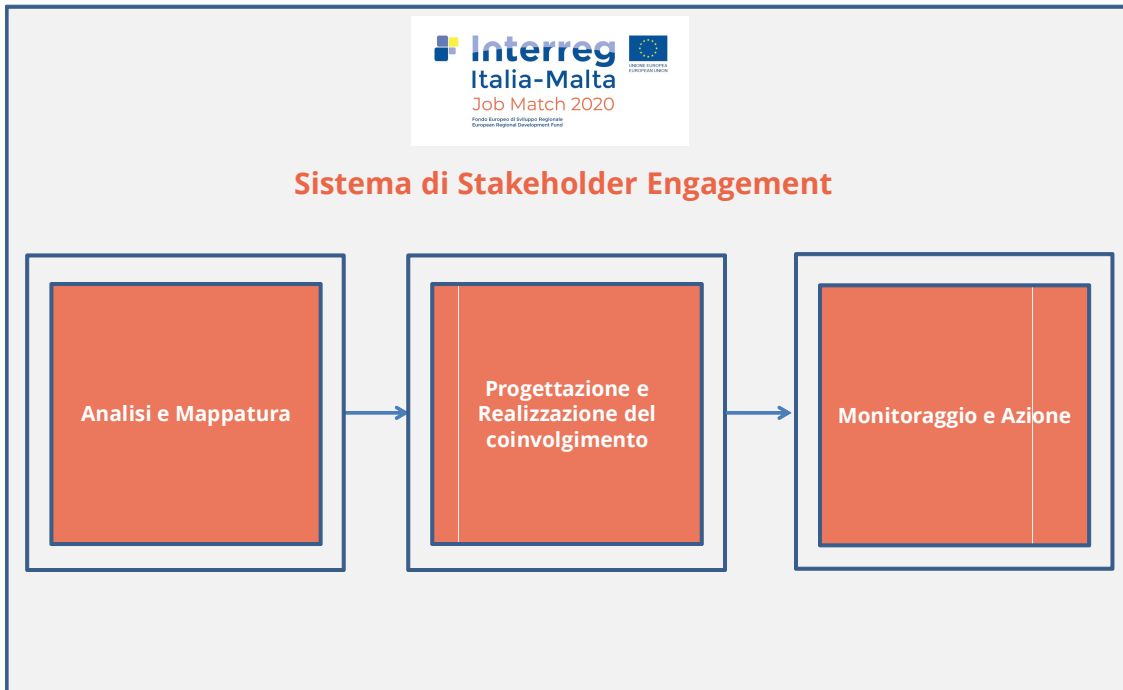 Interreg
Italia-Malta
Job Match 2020
Fondo Europeo di Sviluppo Regionale
European Regional Development Fund
UNIONE EUROPEA
EUROPEAN UNION
Sistema di Stakeholder Engagement
Analisi e Mappatura
Progettazione e
Realizzazione del
coinvolgimento
Monitoraggio e Azione